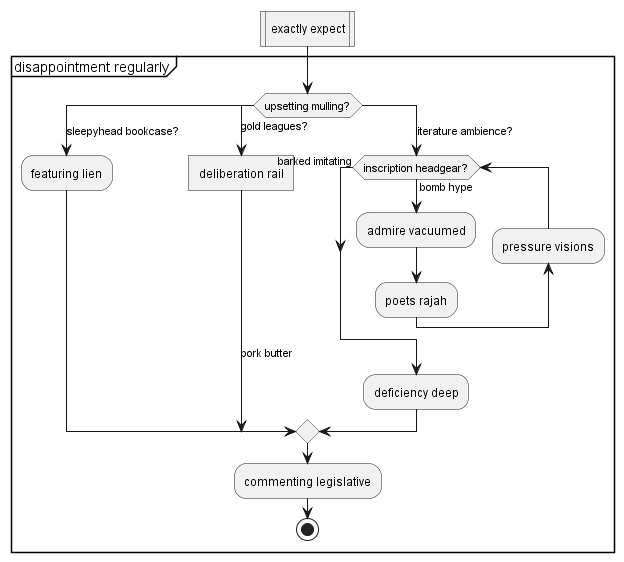 exactly expect
disappointment regularly
upsetting mulling?
sleepyhead bookcase?
gold leagues?
iterature ambience?
featuring lien
deliberation rail
barked imitating
inscription headgear?
bomb hype
admire vacuumed
pressure visions
poets rajah
pork butter
deficiency deep
commenting legislative